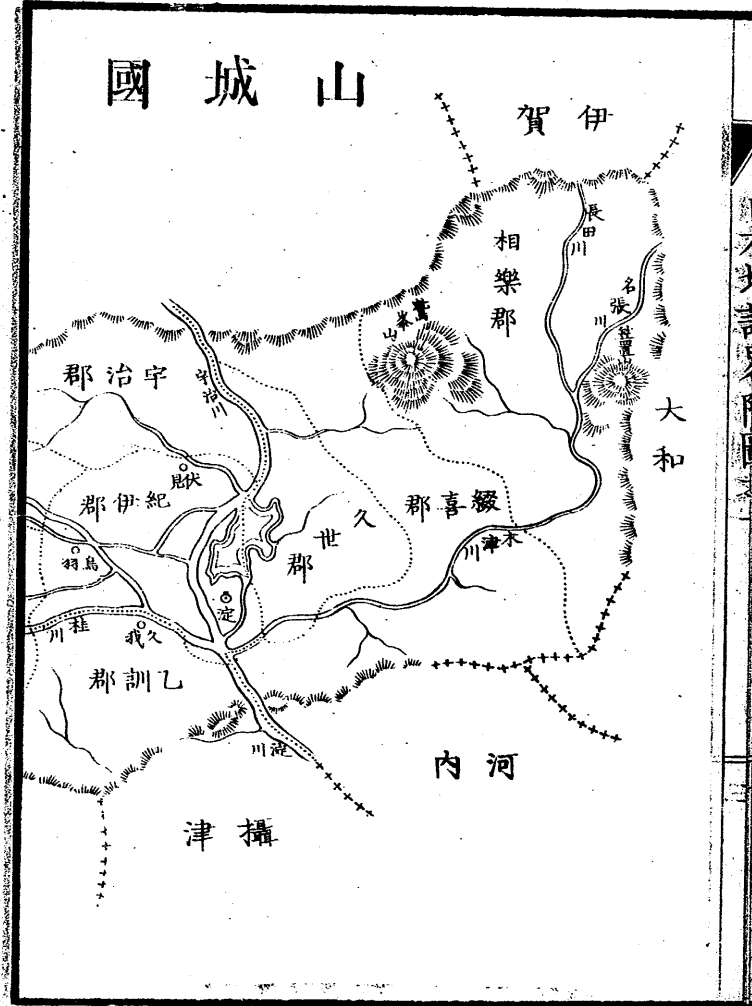 山城國
伊賀
長田川
相樂郡
名張川
笠置山
鷲峯山
大和
宇治川
宇治郡
伏見
紀伊郡
綴喜郡
久世郡
木津川
鳥羽
淀
桂川
久我
乙訓郡
淀川
河内
攝津